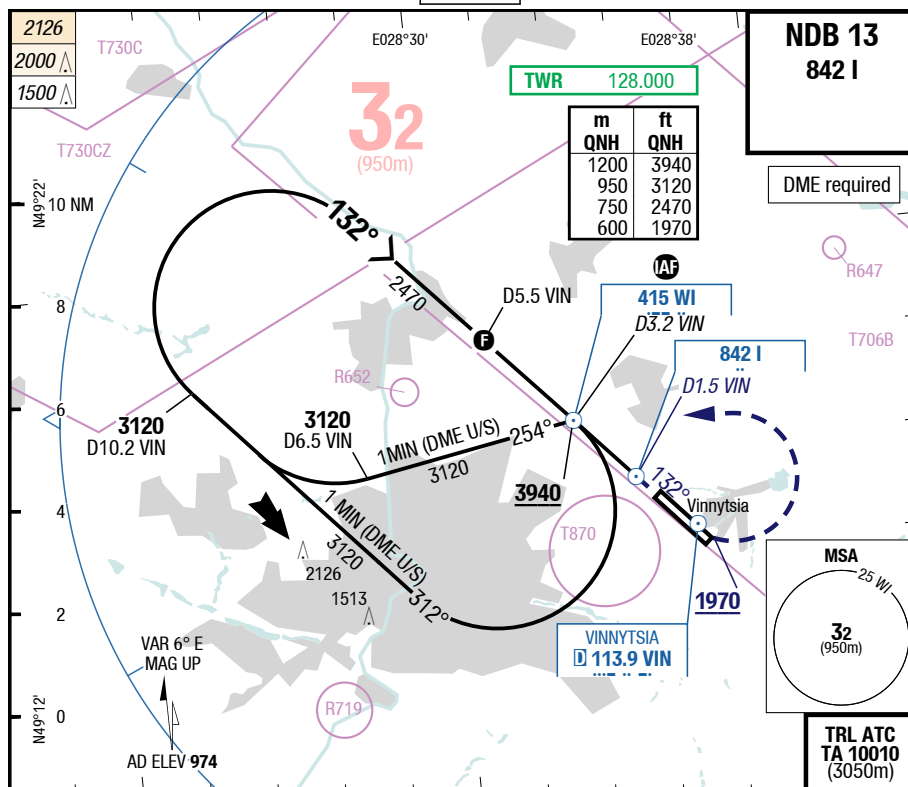 2126
2000
1500
T730C
E028°30'
E028°38'
NDB 13
842 I
TWR 128.000
32
(950m)
m ft
QNH QNH
1200 3940
950 3120
750 2470
600 1970
T730CZ
DME required
N49°22'
10 NM
132°
IAF
R647
2470
D5.5 VIN
415 WI
D3.2 VIN
8
F
842 I
T706B
R652
D1.5 VIN
6
3120
D10.2 VIN
3120
D6.5 VIN
1 MIN (DME U/S)
254°
3120
3940
132°
Vinnytsia
4
1 MIN (DME U/S)
3120
312°
T870
2126
1513
MSA
25 WI
32
(950m)
1970
2
VINNYTSIA
D 113.9 VIN
VAR 6° E
MAG UP
N49°12'
0
R719
AD ELEV 974
TRL ATC
TA 10010
(3050m)